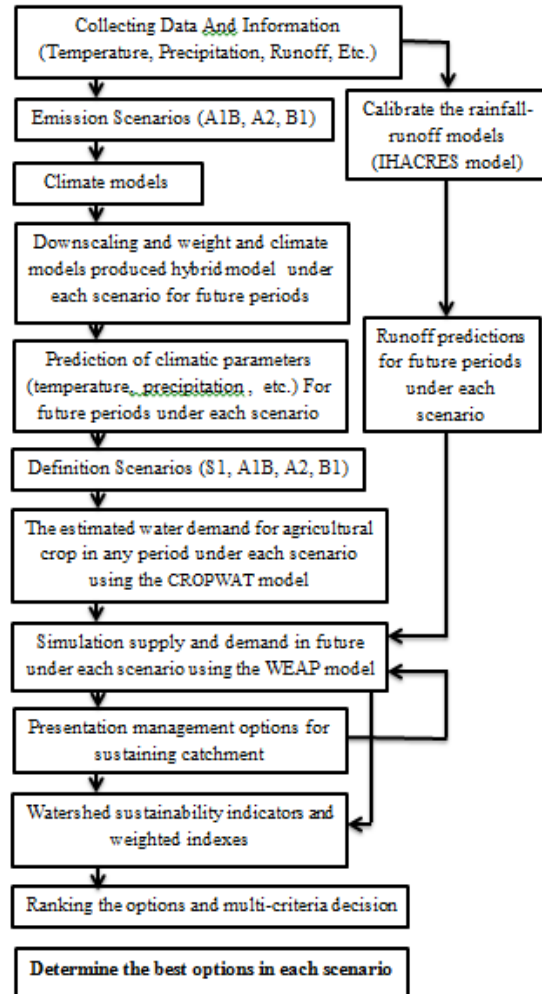 Collecting Data And Information
(Temperature, Precipitation, Runoff, Etc.)
Emission Scenarios (A1B, A2, B1)
Calibrate the rainfall-
runoff models
(IHACRES model)
Climate models
Downscaling and weight and climate
models produced hybrid model under
each scenario for future periods
Prediction of climatic parameters
(temperature, precipitation, etc.) For
future periods under each scenario
Runoff predictions
for future periods
under each
scenario
Definition Scenarios (S1, A1B, A2, B1)
The estimated water demand for agricultural
crop in any period under each scenario
using the CROPWAT model
Simulation supply and demand in future
under each scenario using the WEAP model
Presentation management options for
sustaining catchment
Watershed sustainability indicators and
weighted indexes
Ranking the options and multi-criteria decision
Determine the best options in each scenario